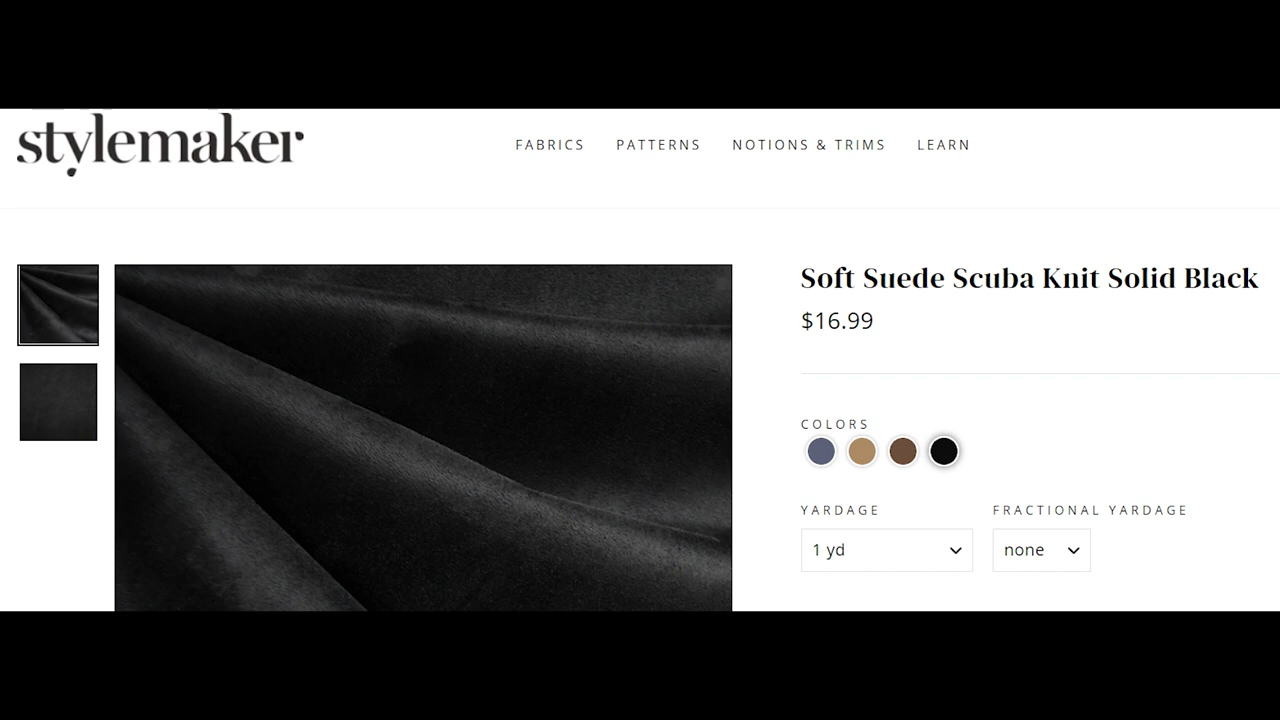 stylemaker
FABRICS PATTERNS NOTIONS & TRIMS LEARN
Soft Suede Scuba Knit Solid Black
$16.99
COLORS
YARDAGE FRACTIONAL YARDAGE
1 yd none